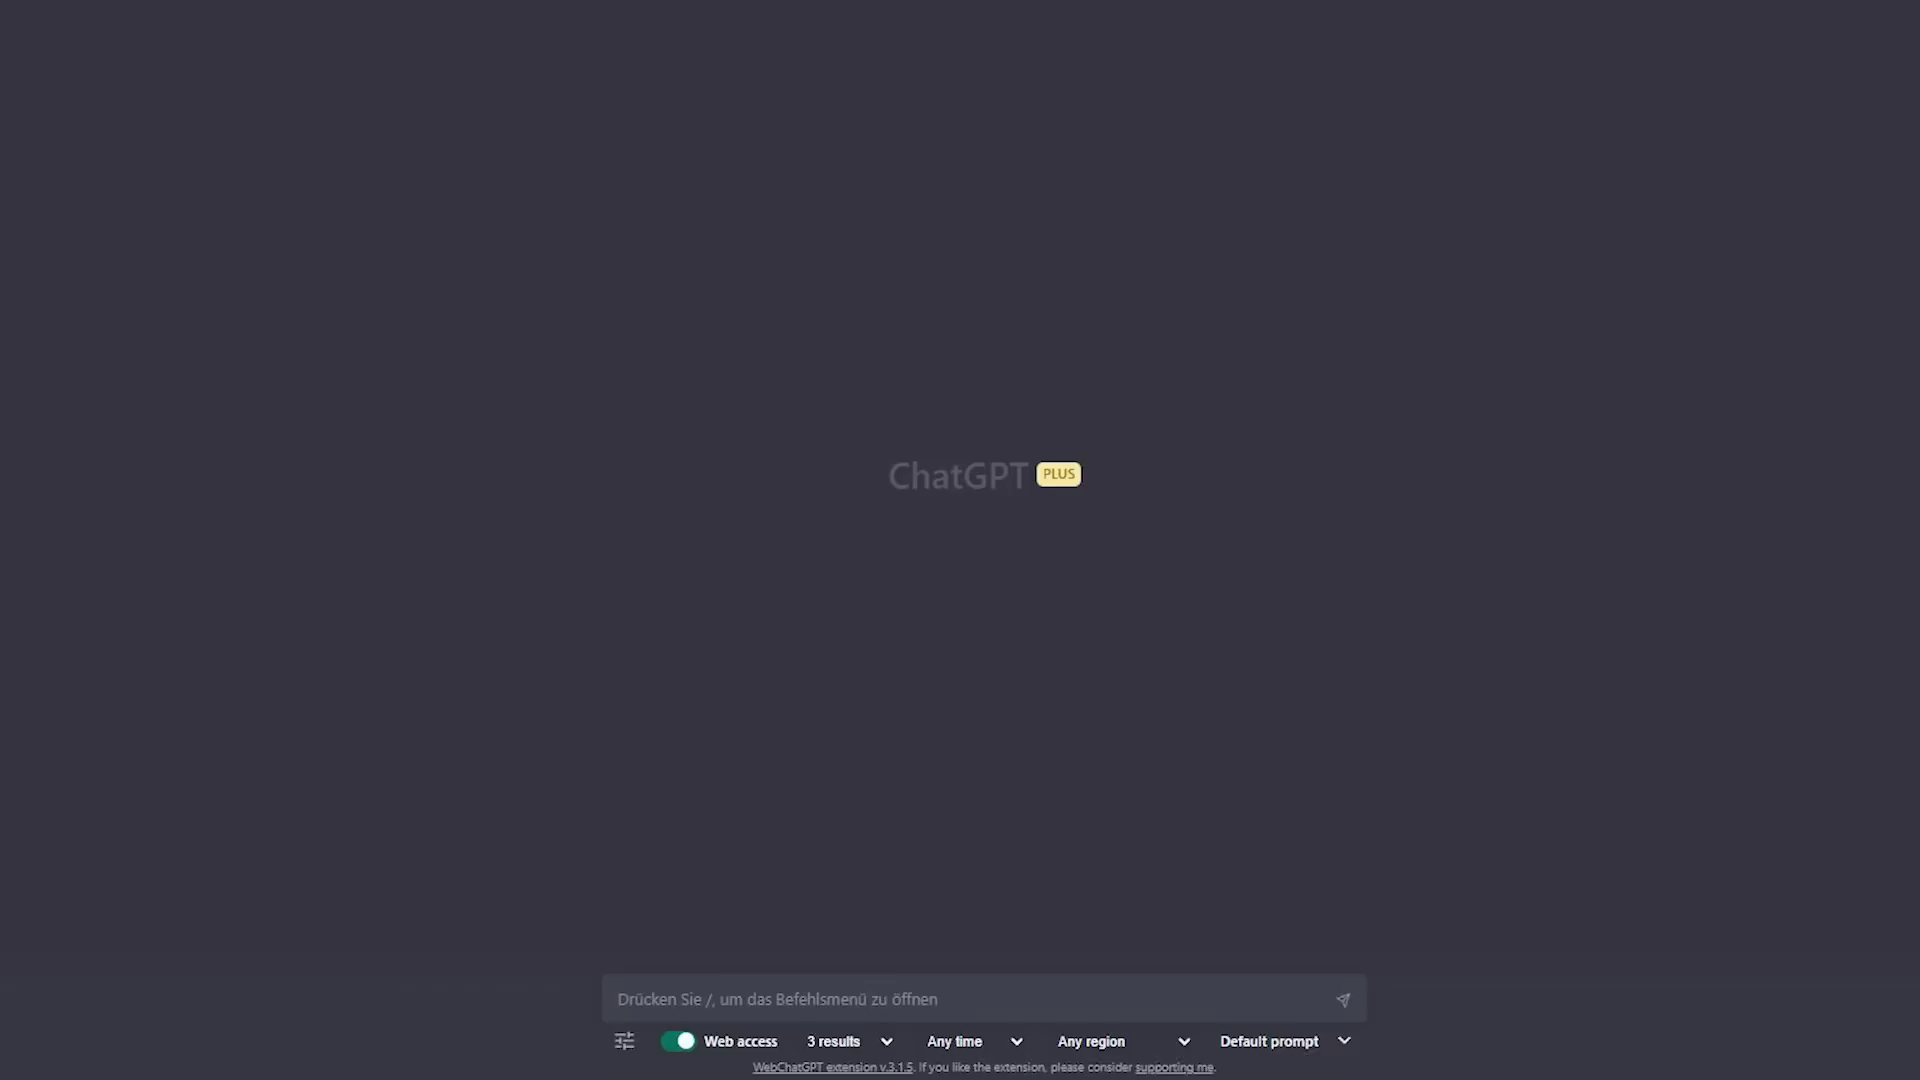 ChatGPT PLUS
Drücken Sie /, um das Befehlsmenü zu öffnen
Web access 3 results Any time Any region Default prompt
WebChatGPT extension v.3.1.5. If you like the extension, please consider supporting me.